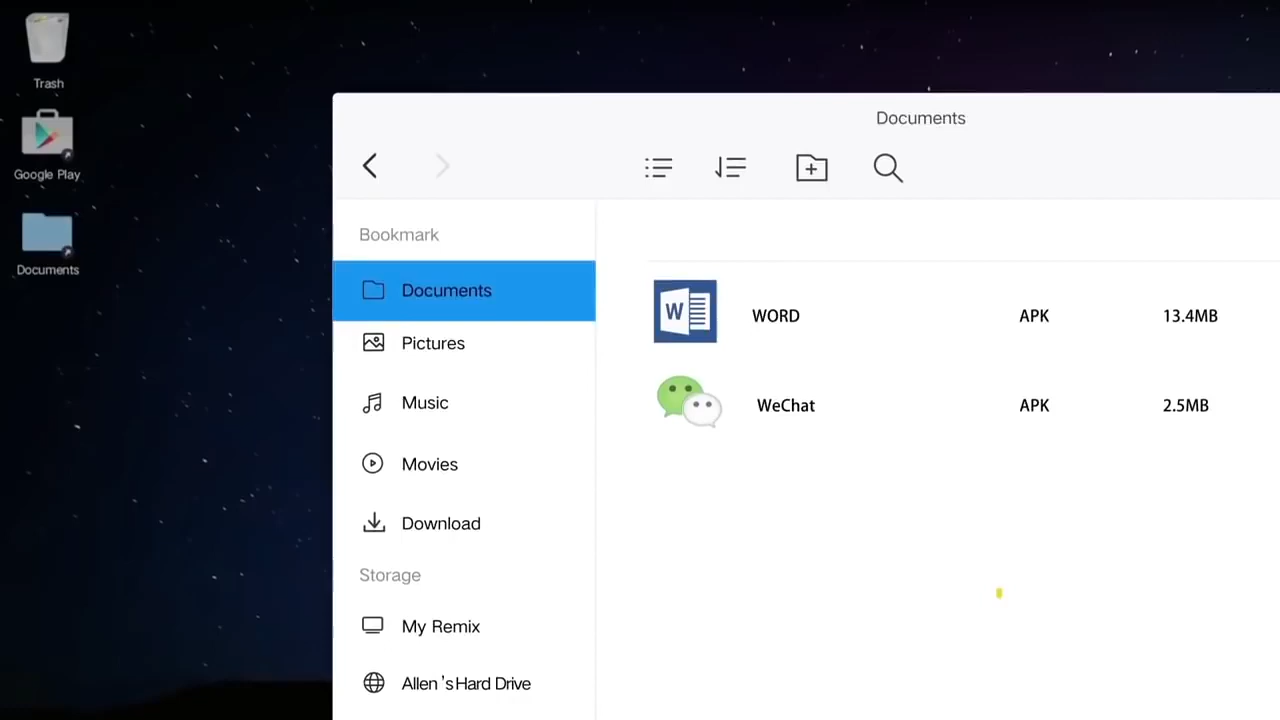 Trash
Google Play
Documents
Documents
Bookmark
Documents
Pictures
Music
Movies
Download
Storage
My Remix
Allen 's Hard Drive
W
WORD APK 13.4MB
WeChat APK 2.5MB